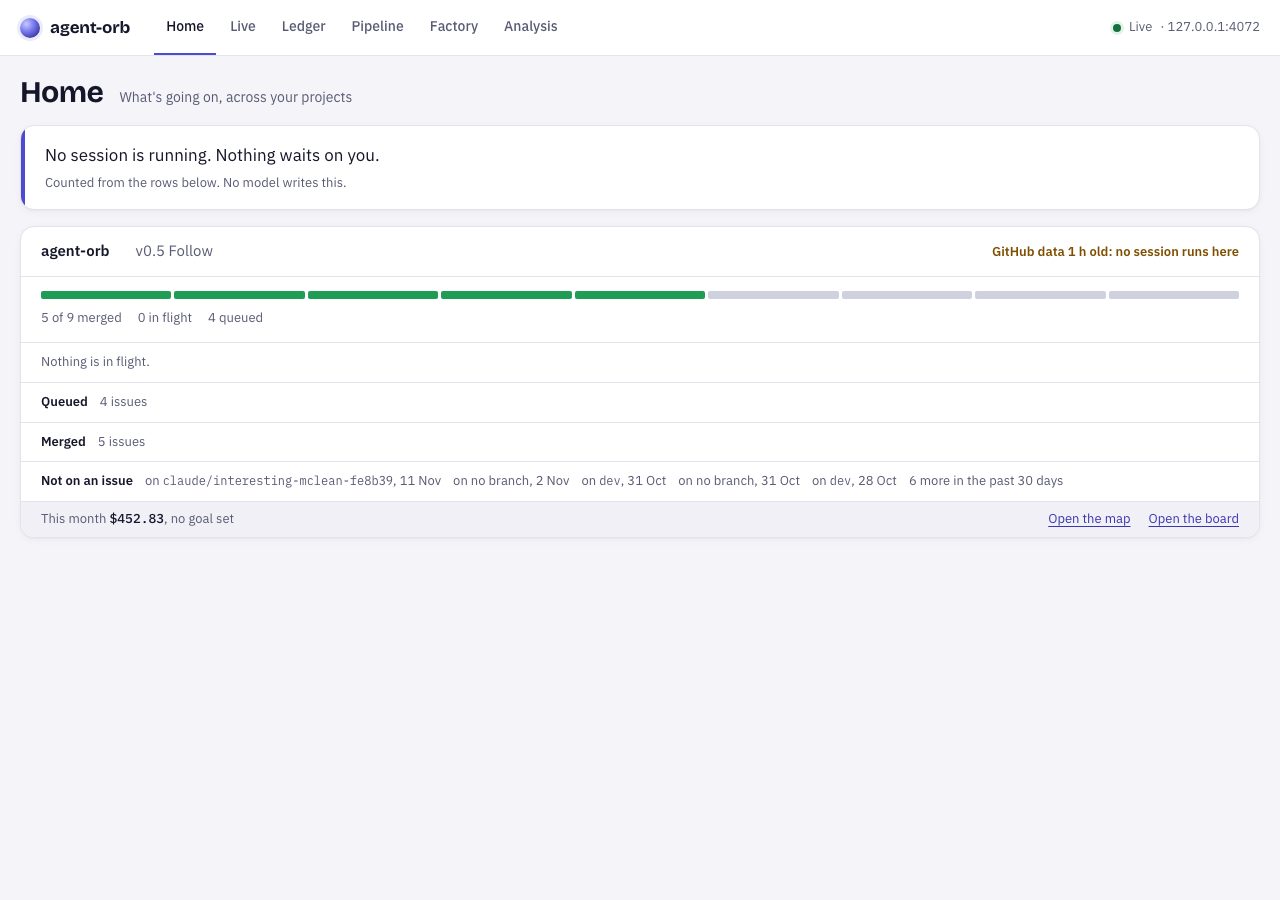 agent-orb Home Live Ledger Pipeline Factory Analysis Live · 127.0.0.1:4072
Home What's going on, across your projects
No session is running. Nothing waits on you.
Counted from the rows below. No model writes this.
agent-orb v0.5 Follow GitHub data 1 h old: no session runs here
5 of 9 merged 0 in flight 4 queued
Nothing is in flight.
Queued 4 issues
Merged 5 issues
Not on an issue on claude/interesting-mclean-fe8b39, 11 Nov on no branch, 2 Nov on dev, 31 Oct on no branch, 31 Oct on dev, 28 Oct 6 more in the past 30 days
This month $452.83, no goal set Open the map Open the board